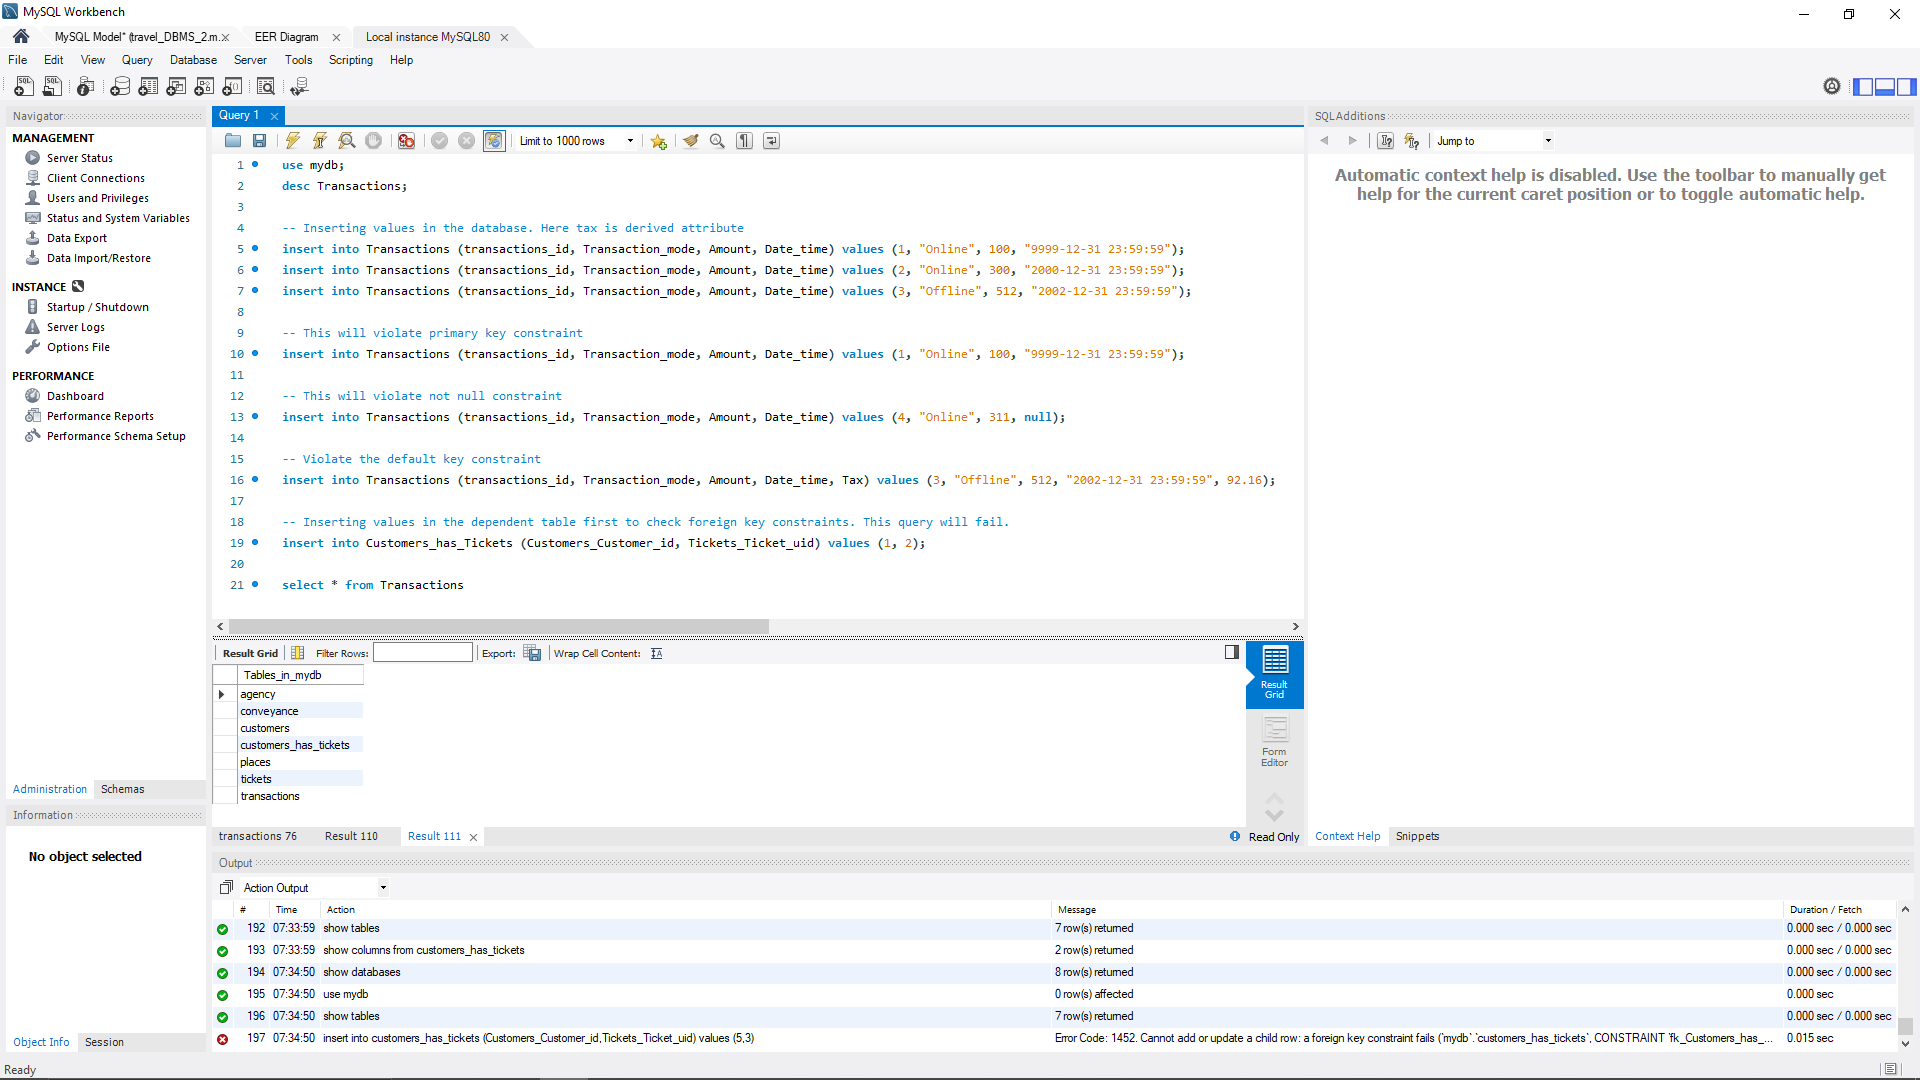 MySQL Workbench
MySQL Model* (travel_DBMS_2.m...
EER Diagram
Local instance MySQL80
File Edit View Query Database Server Tools Scripting Help
Navigator
MANAGEMENT
Server Status
Client Connections
Users and Privileges
Status and System Variables
Data Export
Data Import/Restore
INSTANCE
Startup / Shutdown
Server Logs
Options File
PERFORMANCE
Dashboard
Performance Reports
Performance Schema Setup
Administration Schemas
Information
No object selected
Object Info Session
Query 1
Limit to 1000 rows
1 use mydb;
2 desc Transactions;
3
4 -- Inserting values in the database. Here tax is derived attribute
5 insert into Transactions (transactions_id, Transaction_mode, Amount, Date_time) values (1, "Online", 100, "9999-12-31 23:59:59");
6 insert into Transactions (transactions_id, Transaction_mode, Amount, Date_time) values (2, "Online", 300, "2000-12-31 23:59:59");
7 insert into Transactions (transactions_id, Transaction_mode, Amount, Date_time) values (3, "Offline", 512, "2002-12-31 23:59:59");
8
9 -- This will violate primary key constraint
10 insert into Transactions (transactions_id, Transaction_mode, Amount, Date_time) values (1, "Online", 100, "9999-12-31 23:59:59");
11
12 -- This will violate not null constraint
13 insert into Transactions (transactions_id, Transaction_mode, Amount, Date_time) values (4, "Online", 311, null);
14
15 -- Violate the default key constraint
16 insert into Transactions (transactions_id, Transaction_mode, Amount, Date_time, Tax) values (3, "Offline", 512, "2002-12-31 23:59:59", 92.16);
17
18 -- Inserting values in the dependent table first to check foreign key constraints. This query will fail.
19 insert into Customers_has_Tickets (Customers_Customer_id, Tickets_Ticket_uid) values (1, 2);
20
21 select * from Transactions
Result Grid Filter Rows: Export: Wrap Cell Content:
Tables_in_mydb
agency
conveyance
customers
customers_has_tickets
places
tickets
transactions
Result Grid
Form Editor
transactions 76 Result 110 Result 111 Read Only
SQLAdditions
Jump to
Automatic context help is disabled. Use the toolbar to manually get
help for the current caret position or to toggle automatic help.
Context Help Snippets
Output
Action Output
# Time Action Message Duration / Fetch
192 07:33:59 show tables 7 row(s) returned 0.000 sec / 0.000 sec
193 07:33:59 show columns from customers_has_tickets 2 row(s) returned 0.000 sec / 0.000 sec
194 07:34:50 show databases 8 row(s) returned 0.000 sec / 0.000 sec
195 07:34:50 use mydb 0 row(s) affected 0.000 sec
196 07:34:50 show tables 7 row(s) returned 0.000 sec / 0.000 sec
197 07:34:50 insert into customers_has_tickets (Customers_Customer_id,Tickets_Ticket_uid) values (5,3) Error Code: 1452. Cannot add or update a child row: a foreign key constraint fails (`mydb`.`customers_has_tickets`, CONSTRAINT `fk_Customers_has_... 0.015 sec
Ready